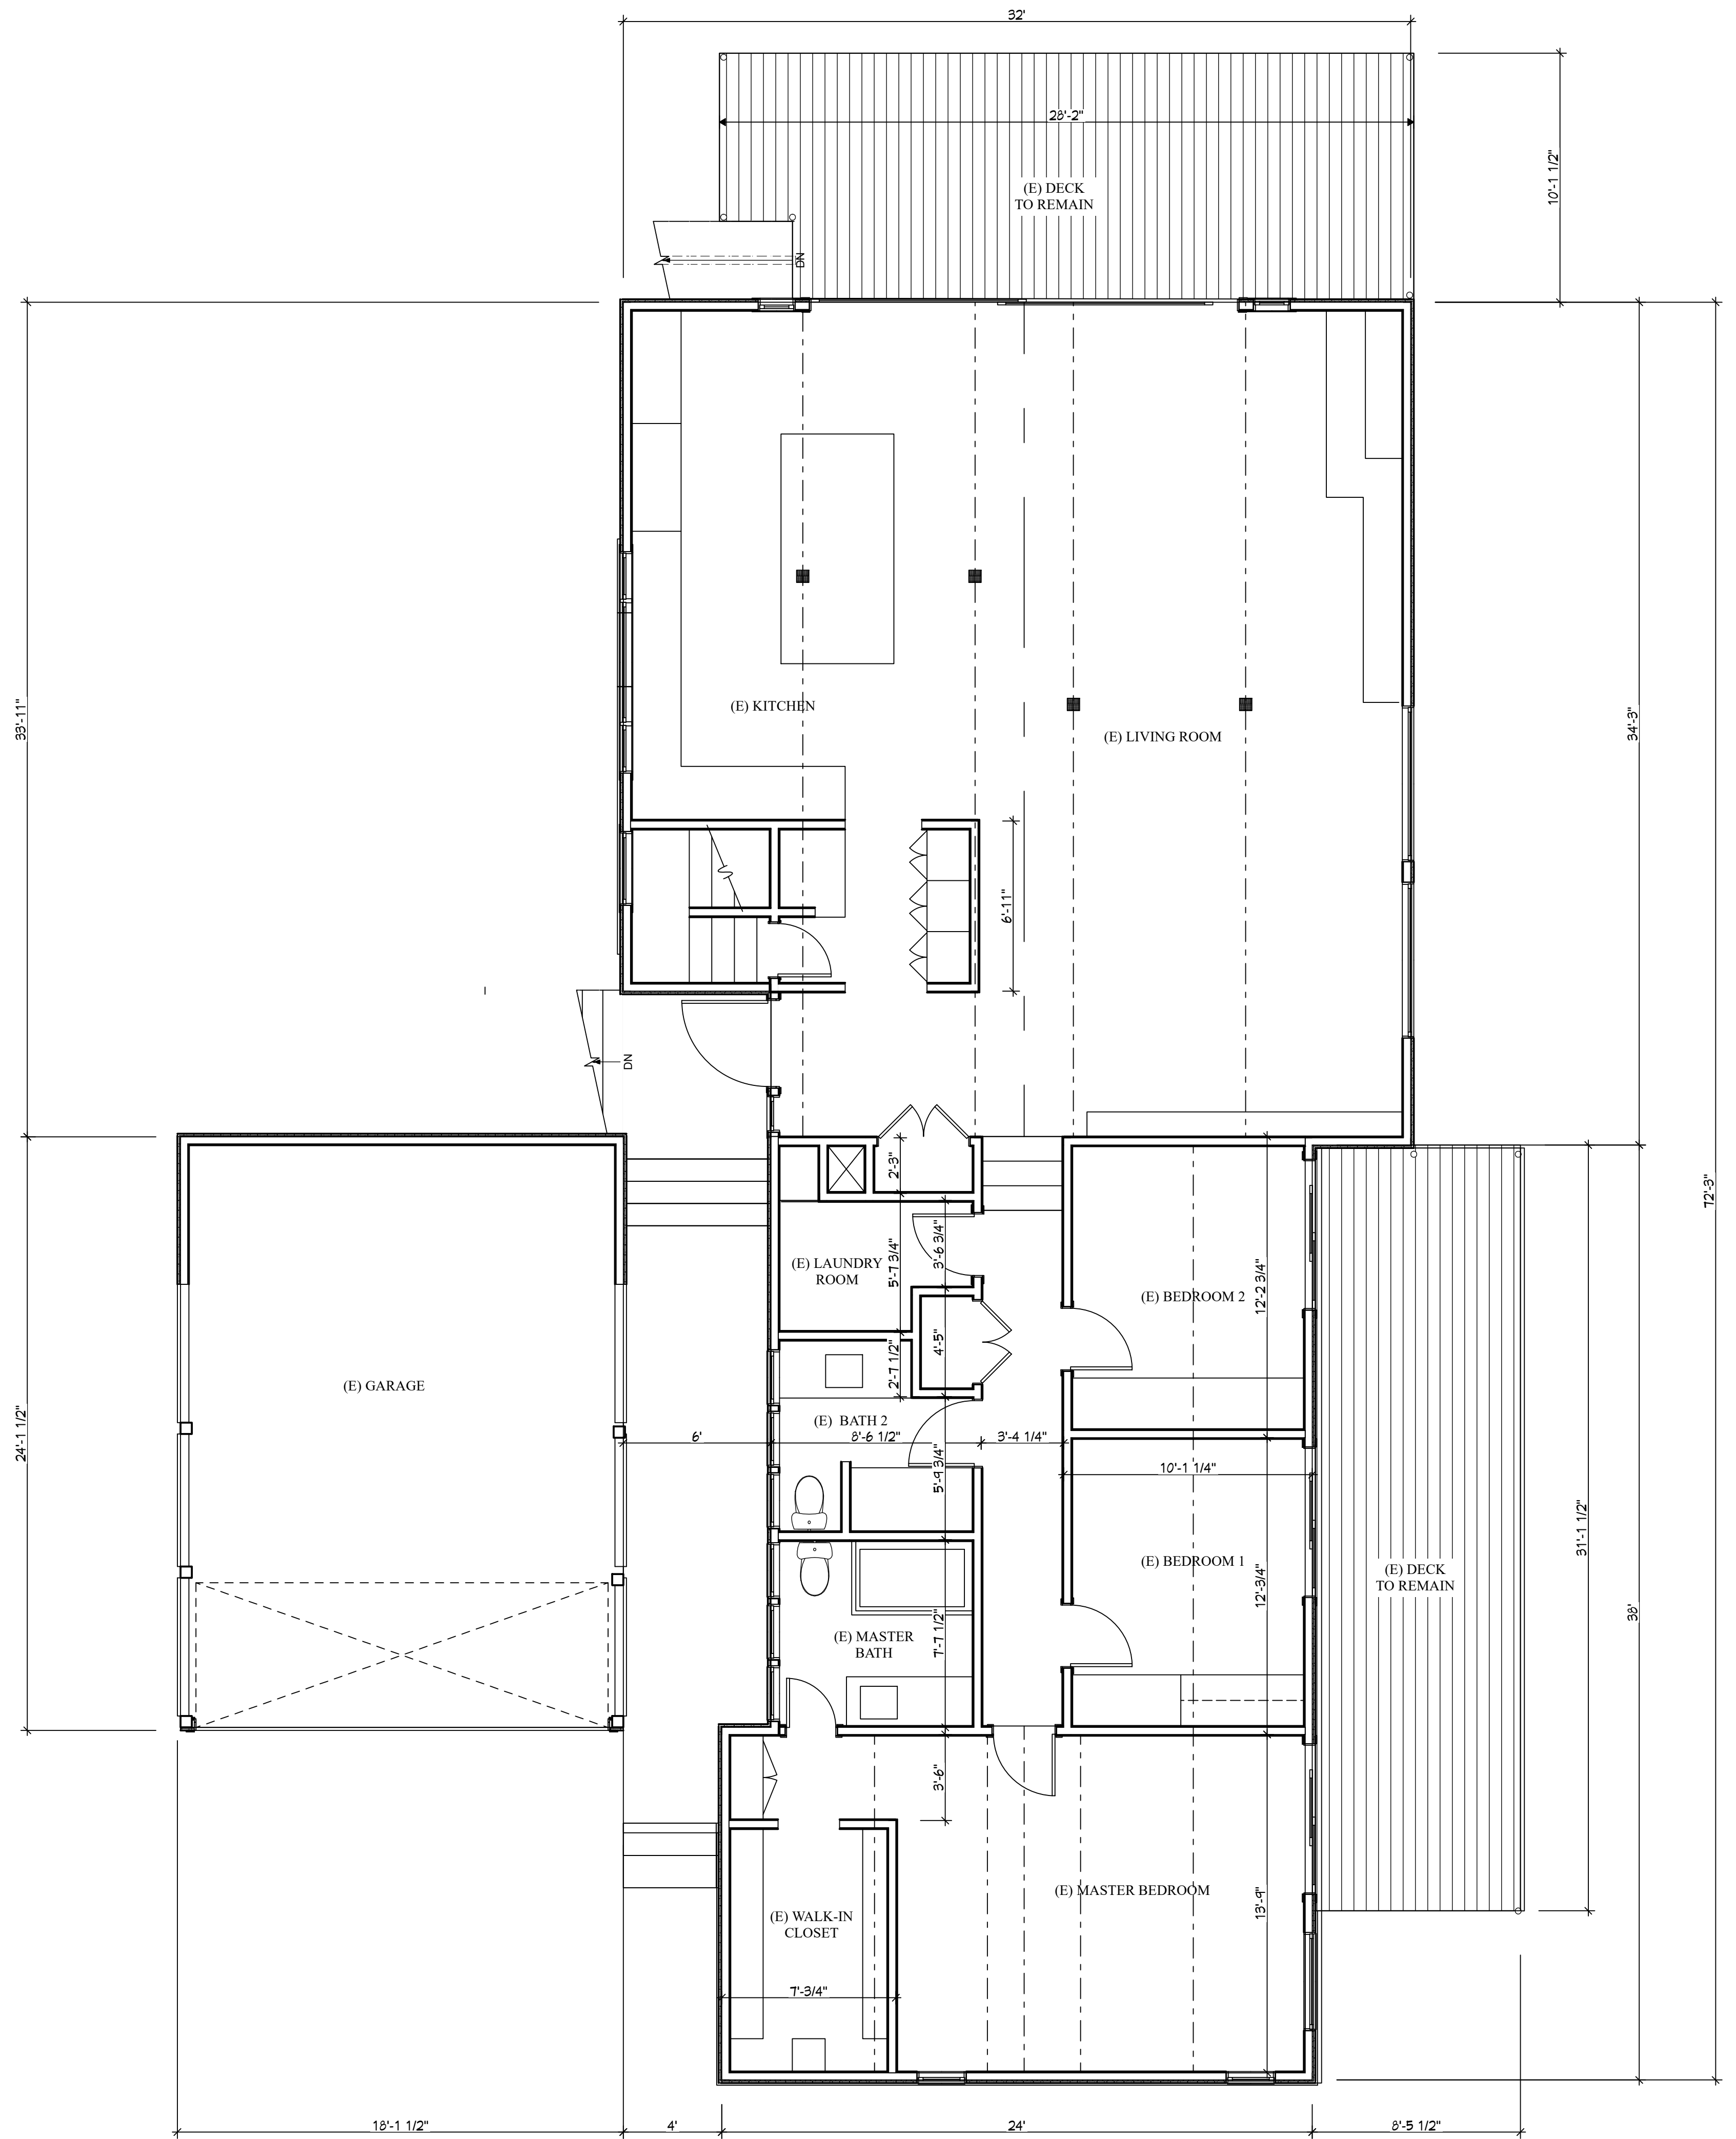 32'
28'-2"
10'-1 1/2"
(E) DECK
TO REMAIN
DN
33'-11"
(E) KITCHEN
(E) LIVING ROOM
34'-3"
6'-11"
DN
72'-3"
2'-3"
3'-6 3/4"
5'-7 3/4"
(E) LAUNDRY
ROOM
(E) BEDROOM 2
12'-2 3/4"
4'-5"
2'-7 1/2"
(E) GARAGE
24'-1 1/2"
(E) BATH 2
6'
8'-6 1/2"
3'-4 1/4"
5'-9 3/4"
10'-1 1/4"
31'-1 1/2"
(E) BEDROOM 1
(E) DECK
TO REMAIN
12'-3/4"
38'
(E) MASTER
BATH
7'-7 1/2"
3'-6"
(E) MASTER BEDROOM
13'-9"
(E) WALK-IN
CLOSET
7'-3/4"
18'-1 1/2"
4'
24'
8'-5 1/2"